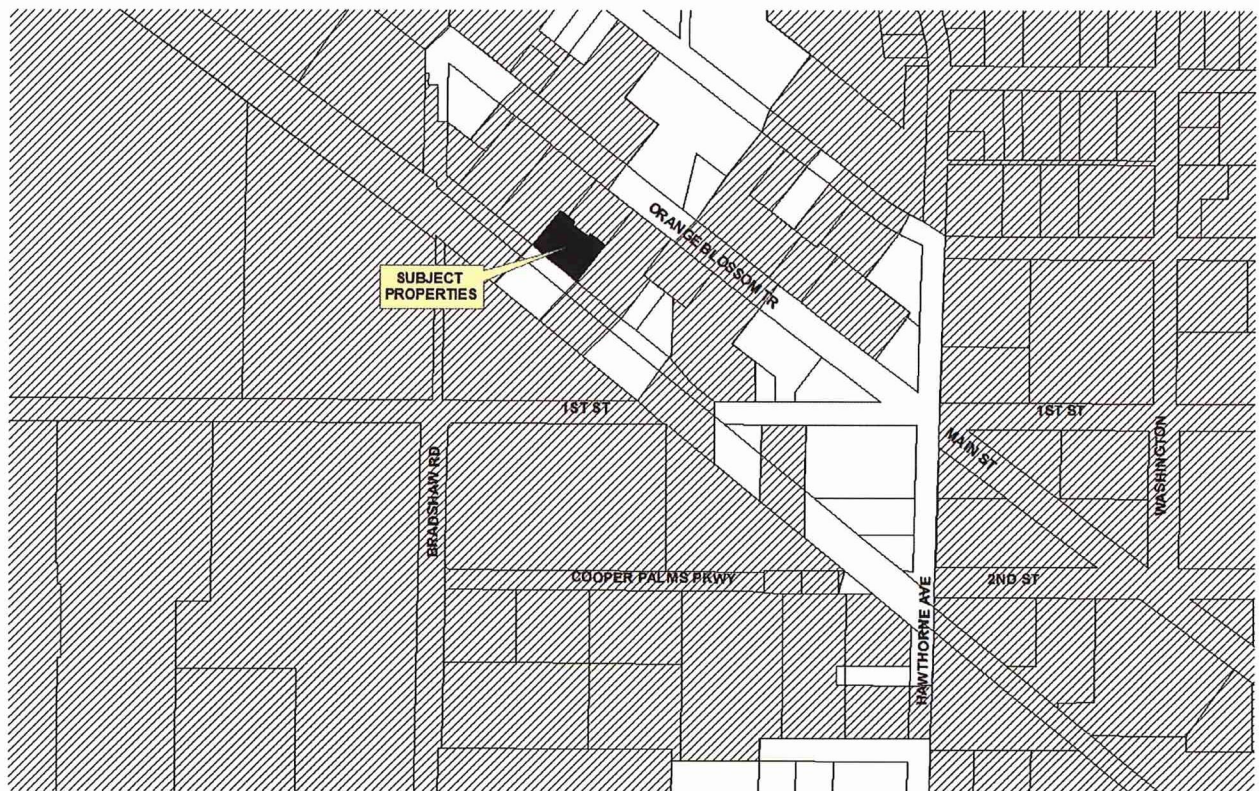 ORANGE BLOSSOM TR
SUBJECT
PROPERTIES
1ST ST
1ST ST
MAIN ST
WASHINGTON
BRADSHAW RD
COOPER PALMS PKWY
2ND ST
HAWTHORNE AVE